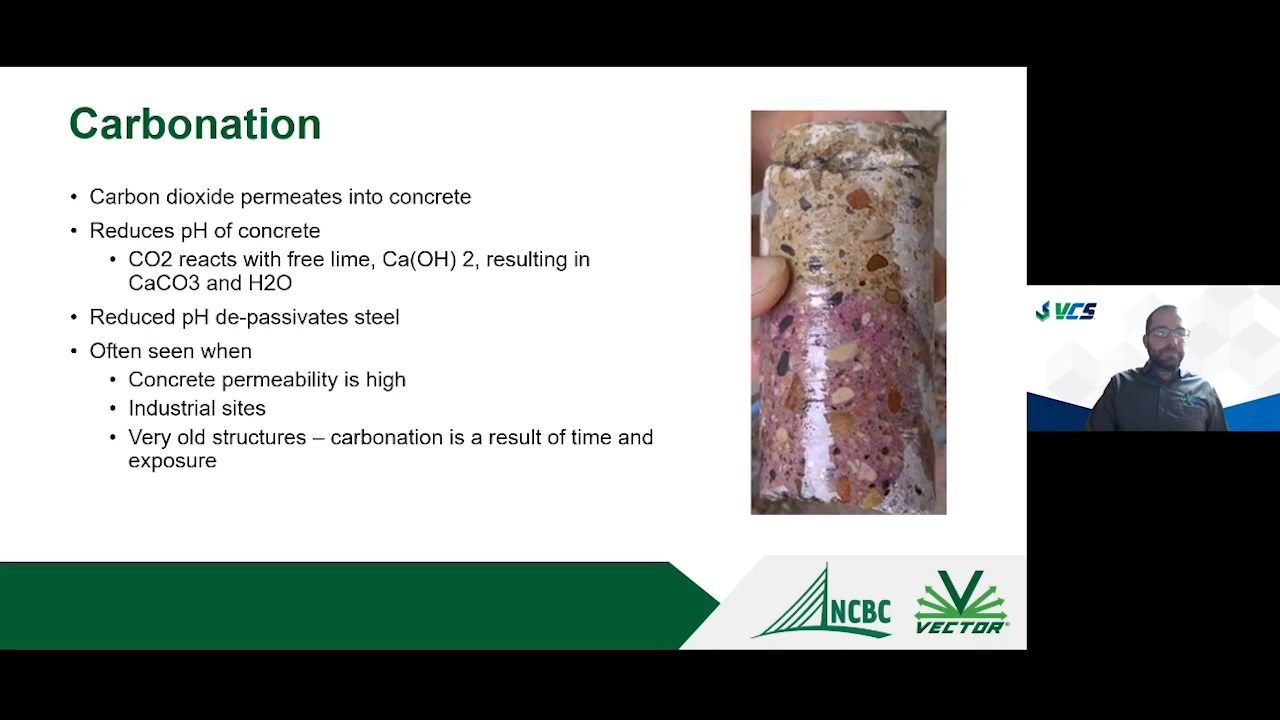 Carbonation
• Carbon dioxide permeates into concrete
• Reduces pH of concrete
• CO2 reacts with free lime, Ca(OH) 2, resulting in
CaCO3 and H2O
• Reduced pH de-passivates steel
• Often seen when
• Concrete permeability is high
• Industrial sites
• Very old structures – carbonation is a result of time and
exposure
VCS
NCBC
VECTOR®